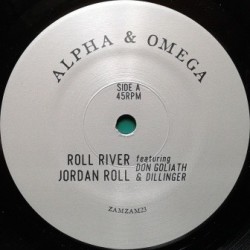 ALPHA & OMEGA
SIDE A
45RPM
ROLL RIVER featuring DON GOLIATH
JORDAN ROLL & DILLINGER
ZAMZAM23